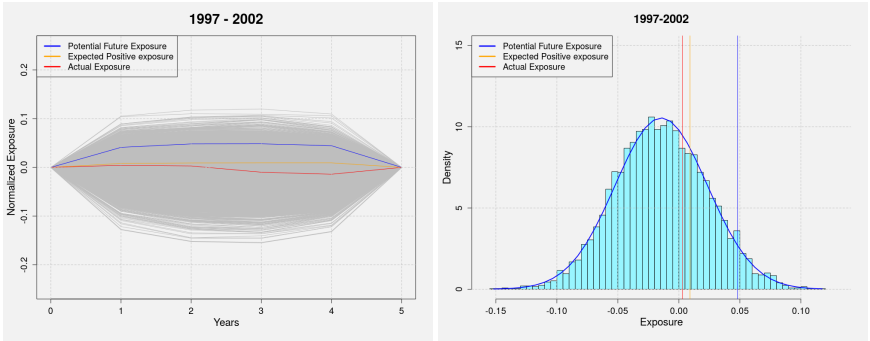 1997 - 2002
Potential Future Exposure
Expected Positive exposure
Actual Exposure
Normalized Exposure
0.2
0.1
0.0
-0.1
-0.2
0 1 2 3 4 5
Years
1997-2002
Potential Future Exposure
Expected Positive exposure
Actual Exposure
Density
15
10
5
0
-0.15 -0.10 -0.05 0.00 0.05 0.10
Exposure